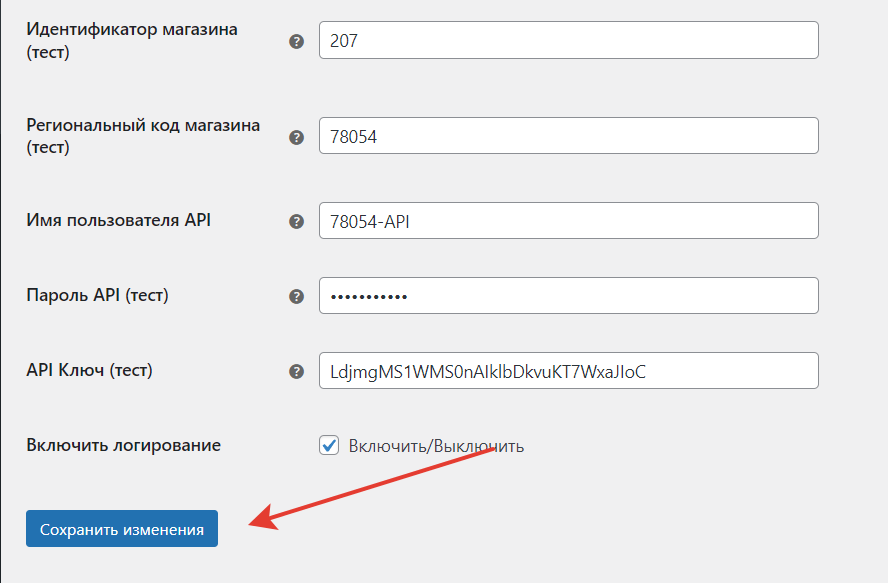 Идентификатор магазина
(тест)
207
Региональный код магазина
(тест)
78054
Имя пользователя API
78054-API
Пароль API (тест)
•••••••••••
API Ключ (тест)
LdjmgMS1WMS0nAIklbDkvuKT7WxaJIoC
Включить логирование
Включить/Выключить
Сохранить изменения